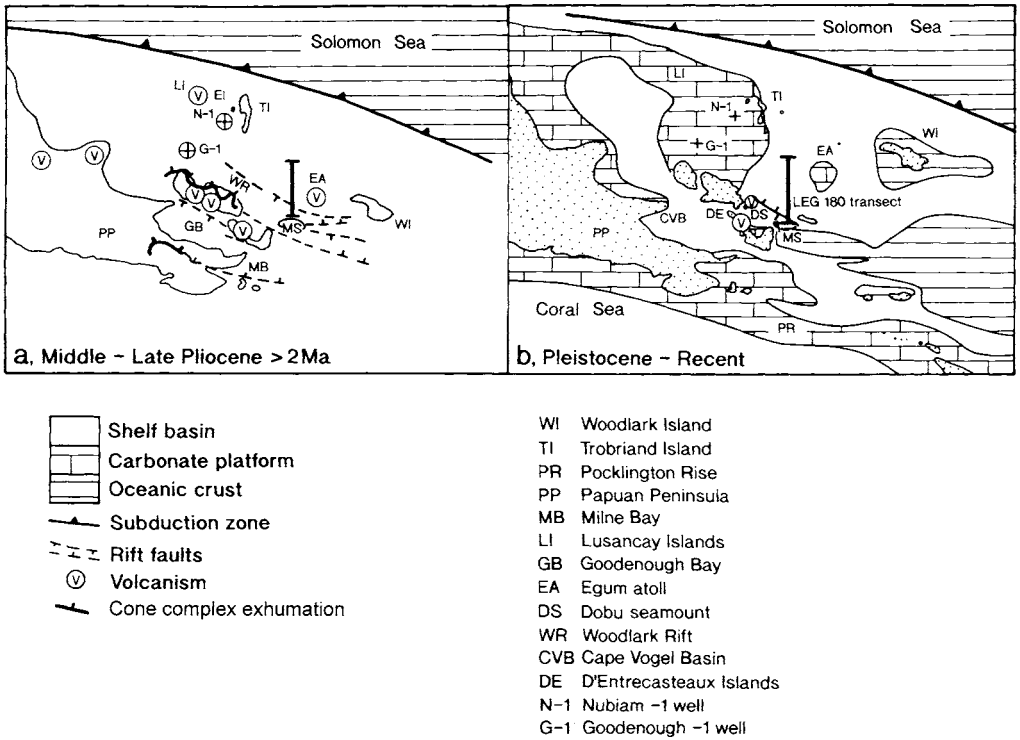 Solomon Sea
LI
V
EI
N-1
TI
G-1
V
V
WR
V
V
EA
V
WI
MS
V
GB
PP
MB
a, Middle - Late Pliocene > 2Ma
Solomon Sea
LI
TI
N-1
G-1
EA
WI
LEG 180 transect
V
DS
DE
V
MS
CVB
PP
Coral Sea
PR
b, Pleistocene - Recent
Shelf basin
Carbonate platform
Oceanic crust
Subduction zone
Rift faults
V Volcanism
Cone complex exhumation
WI Woodlark Island
TI Trobriand Island
PR Pocklington Rise
PP Papuan Peninsula
MB Milne Bay
LI Lusancay Islands
GB Goodenough Bay
EA Egum atoll
DS Dobu seamount
WR Woodlark Rift
CVB Cape Vogel Basin
DE D'Entrecasteaux Islands
N-1 Nubiam -1 well
G-1 Goodenough -1 well